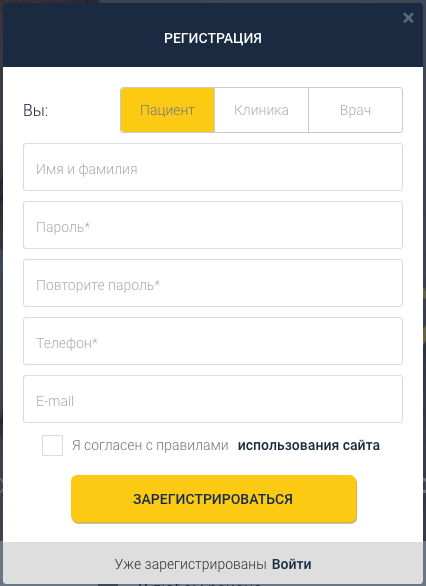 РЕГИСТРАЦИЯ
Вы: Пациент Клиника Врач
Имя и фамилия
Пароль*
Повторите пароль*
Телефон*
E-mail
Я согласен с правилами использования сайта
ЗАРЕГИСТРИРОВАТЬСЯ
Уже зарегистрированы Войти